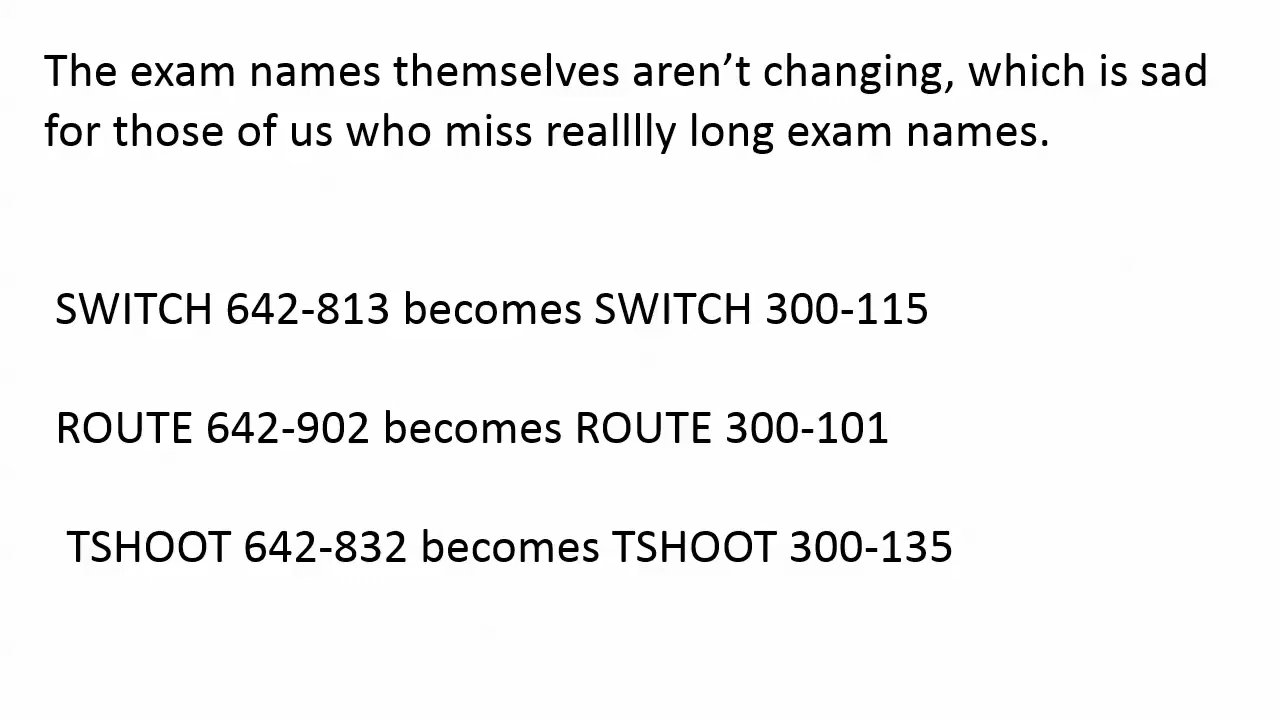 The exam names themselves aren’t changing, which is sad
for those of us who miss realllly long exam names.
SWITCH 642-813 becomes SWITCH 300-115
ROUTE 642-902 becomes ROUTE 300-101
TSHOOT 642-832 becomes TSHOOT 300-135